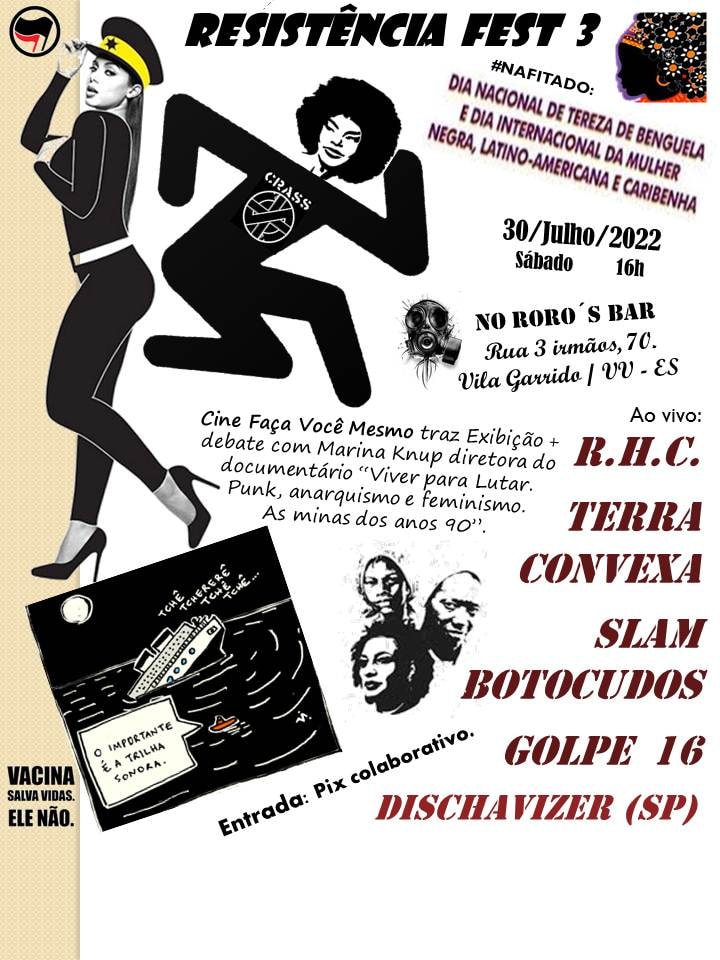 RESISTÊNCIA FEST 3
#NAFITADO:
DIA NACIONAL DE TEREZA DE BENGUELA
E DIA INTERNACIONAL DA MULHER
NEGRA, LATINO-AMERICANA E CARIBENHA
CRASS
30/Julho/2022
Sábado 16h
NO RORO´S BAR
Rua 3 irmãos, 70.
Vila Garrido / VV - ES
Cine Faça Você Mesmo traz Exibição +
debate com Marina Knup diretora do
documentário “Viver para Lutar.
Punk, anarquismo e feminismo.
As minas dos anos 90”.
Ao vivo:
R.H.C.
TERRA
CONVEXA
SLAM
BOTOCUDOS
GOLPE 16
DISCHAVIZER (SP)
TCHÊ
TCHERERÊ
TCHÊ
TCHÊ...
O IMPORTANTE
É A TRILHA
SONORA.
Entrada: Pix colaborativo.
VACINA
SALVA VIDAS.
ELE NÃO.